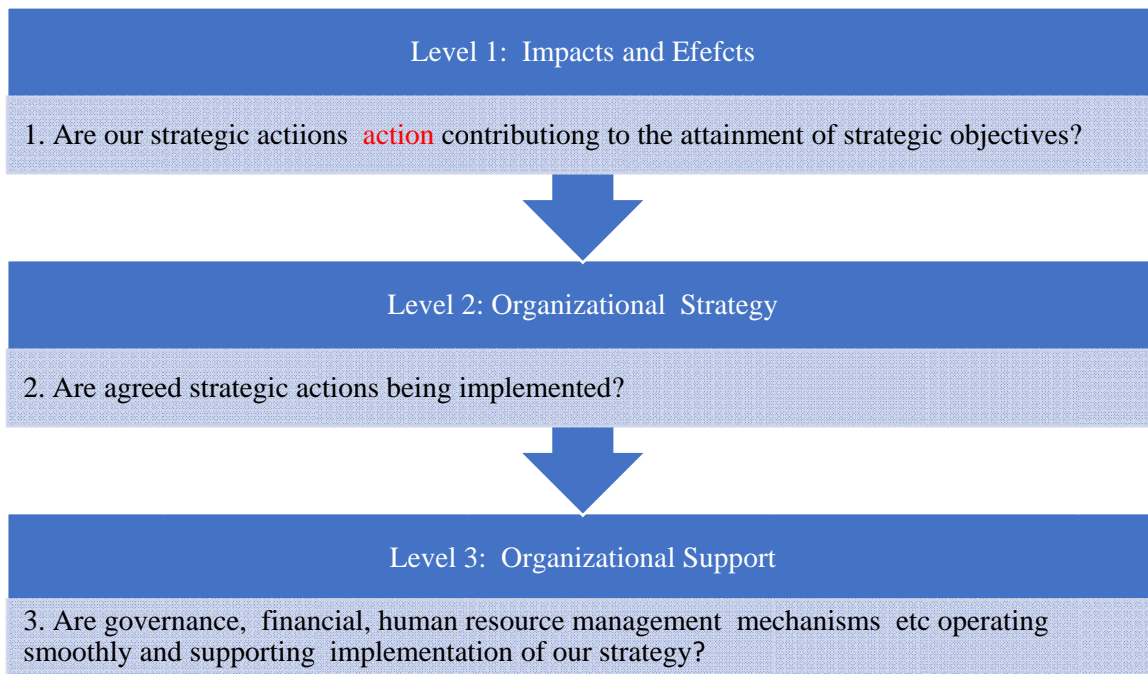 Level 1:  Impacts and Efefcts
1. Are our strategic actiions  action contributiong to the attainment of strategic objectives?
Level 2: Organizational  Strategy
2. Are agreed strategic actions being implemented?
Level 3:  Organizational Support
3. Are governance,  financial, human resource management  mechanisms  etc operating
smoothly and supporting  implementation of our strategy?